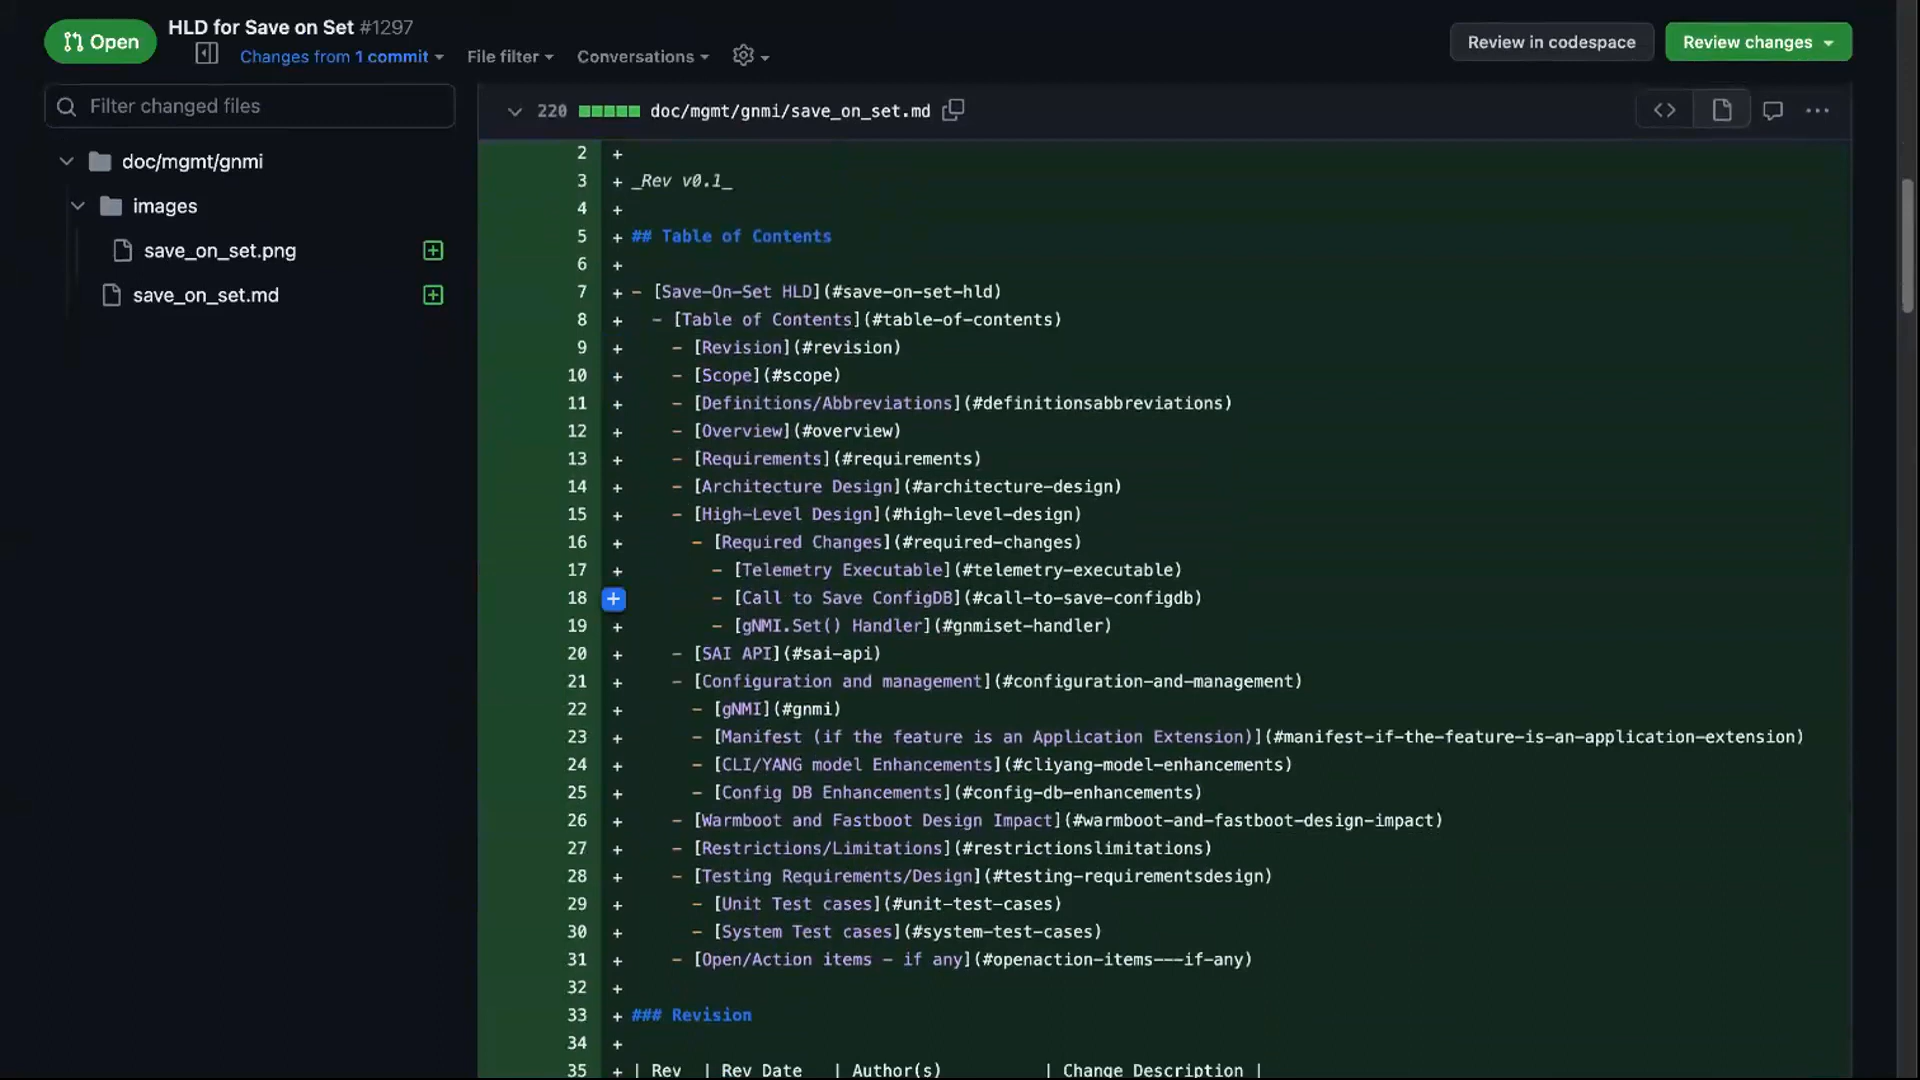 Open
HLD for Save on Set #1297
Changes from 1 commit
File filter
Conversations
Review in codespace
Review changes
Filter changed files
doc/mgmt/gnmi
images
save_on_set.png
save_on_set.md
220 doc/mgmt/gnmi/save_on_set.md
2 +
3 + _Rev v0.1_
4 +
5 + ## Table of Contents
6 +
7 + - [Save-On-Set HLD](#save-on-set-hld)
8 + - [Table of Contents](#table-of-contents)
9 + - [Revision](#revision)
10 + - [Scope](#scope)
11 + - [Definitions/Abbreviations](#definitionsabbreviations)
12 + - [Overview](#overview)
13 + - [Requirements](#requirements)
14 + - [Architecture Design](#architecture-design)
15 + - [High-Level Design](#high-level-design)
16 + - [Required Changes](#required-changes)
17 + - [Telemetry Executable](#telemetry-executable)
18 + - [Call to Save ConfigDB](#call-to-save-configdb)
19 + - [gNMI.Set() Handler](#gnmiset-handler)
20 + - [SAI API](#sai-api)
21 + - [Configuration and management](#configuration-and-management)
22 + - [gNMI](#gnmi)
23 + - [Manifest (if the feature is an Application Extension)](#manifest-if-the-feature-is-an-application-extension)
24 + - [CLI/YANG model Enhancements](#cliyang-model-enhancements)
25 + - [Config DB Enhancements](#config-db-enhancements)
26 + - [Warmboot and Fastboot Design Impact](#warmboot-and-fastboot-design-impact)
27 + - [Restrictions/Limitations](#restrictionslimitations)
28 + - [Testing Requirements/Design](#testing-requirementsdesign)
29 + - [Unit Test cases](#unit-test-cases)
30 + - [System Test cases](#system-test-cases)
31 + - [Open/Action items - if any](#openaction-items---if-any)
32 +
33 + ### Revision
34 +
35 + | Rev | Rev Date | Author(s) | Change Description |